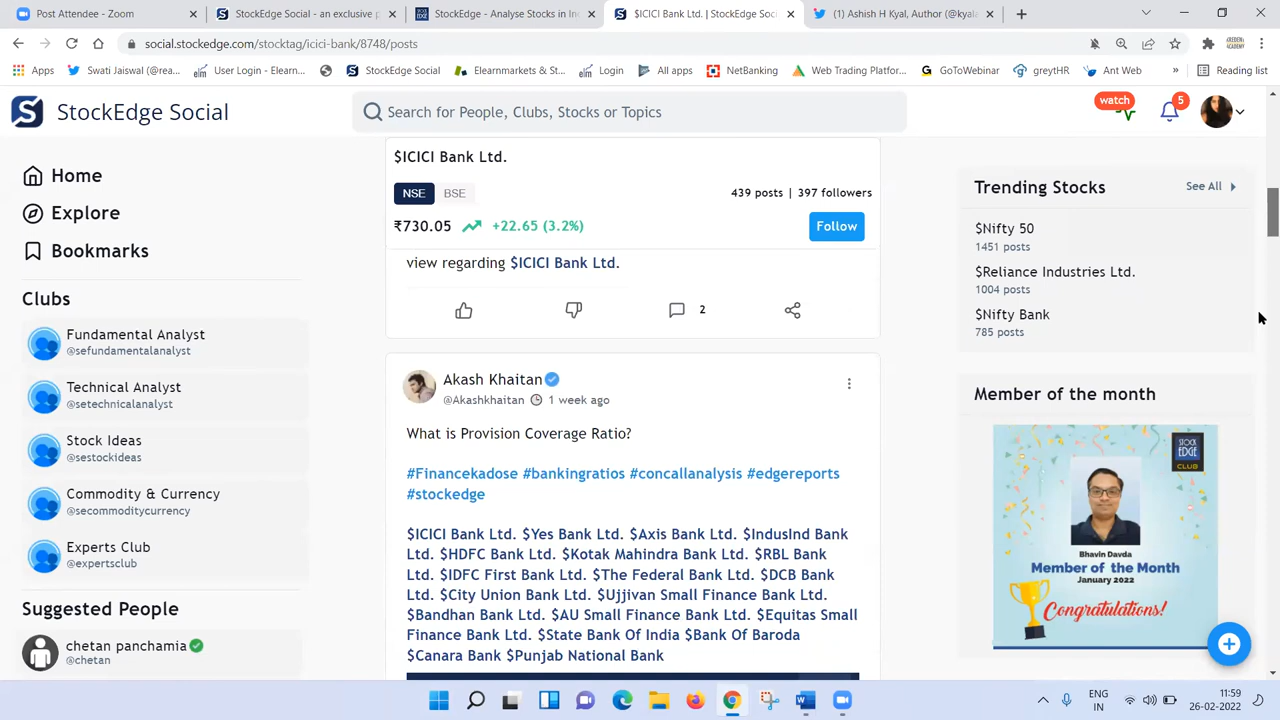 Post Attendee - Zoom
StockEdge Social - an exclusive p
StockEdge - Analyse Stocks in In
$ICICI Bank Ltd. | StockEdge Soc
(1) Ashish H Kyal, Author (@kyala
social.stockedge.com/stocktag/icici-bank/8748/posts
Apps
Swati Jaiswal (@rea...
User Login - Elearn...
StockEdge Social
Elearnmarkets & St...
Login
All apps
NetBanking
Web Trading Platfor...
GoToWebinar
greytHR
Ant Web
»
Reading list
StockEdge Social
Search for People, Clubs, Stocks or Topics
watch
5
Home
Explore
Bookmarks
Clubs
Fundamental Analyst
@sefundamentalanalyst
Technical Analyst
@setechnicalanalyst
Stock Ideas
@sestockideas
Commodity & Currency
@secommoditycurrency
Experts Club
@expertsclub
Suggested People
chetan panchamia
@chetan
$ICICI Bank Ltd.
NSE BSE
439 posts | 397 followers
₹730.05 +22.65 (3.2%)
Follow
view regarding $ICICI Bank Ltd.
2
Akash Khaitan
@Akashkhaitan 1 week ago
What is Provision Coverage Ratio?
#Financekadose #bankingratios #concallanalysis #edgereports
#stockedge
$ICICI Bank Ltd. $Yes Bank Ltd. $Axis Bank Ltd. $IndusInd Bank
Ltd. $HDFC Bank Ltd. $Kotak Mahindra Bank Ltd. $RBL Bank
Ltd. $IDFC First Bank Ltd. $The Federal Bank Ltd. $DCB Bank
Ltd. $City Union Bank Ltd. $Ujjivan Small Finance Bank Ltd.
$Bandhan Bank Ltd. $AU Small Finance Bank Ltd. $Equitas Small
Finance Bank Ltd. $State Bank Of India $Bank Of Baroda
$Canara Bank $Punjab National Bank
Trending Stocks
See All
$Nifty 50
1451 posts
$Reliance Industries Ltd.
1004 posts
$Nifty Bank
785 posts
Member of the month
STOCK
EDGE
CLUB
Bhavin Davda
Member of the Month
January 2022
Congratulations!
ENG
IN
11:59
26-02-2022